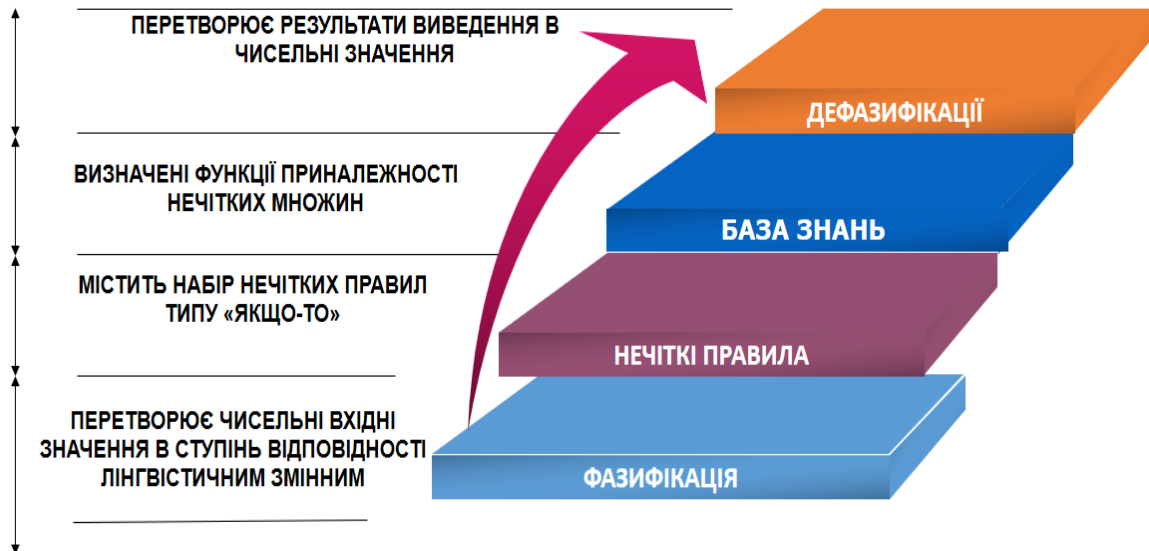 ПЕРЕТВОРЮЄ РЕЗУЛЬТАТИ ВИВЕДЕННЯ В
ЧИСЕЛЬНІ ЗНАЧЕННЯ
ДЕФАЗИФІКАЦІЇ
ВИЗНАЧЕНІ ФУНКЦІЇ ПРИНАЛЕЖНОСТІ
НЕЧІТКИХ МНОЖИН
БАЗА ЗНАНЬ
МІСТИТЬ НАБІР НЕЧІТКИХ ПРАВИЛ
ТИПУ «ЯКЩО-ТО»
НЕЧІТКІ ПРАВИЛА
ПЕРЕТВОРЮЄ ЧИСЕЛЬНІ ВХІДНІ
ЗНАЧЕННЯ В СТУПІНЬ ВІДПОВІДНОСТІ
ЛІНГВІСТИЧНИМ ЗМІННИМ
ФАЗИФІКАЦІЯ